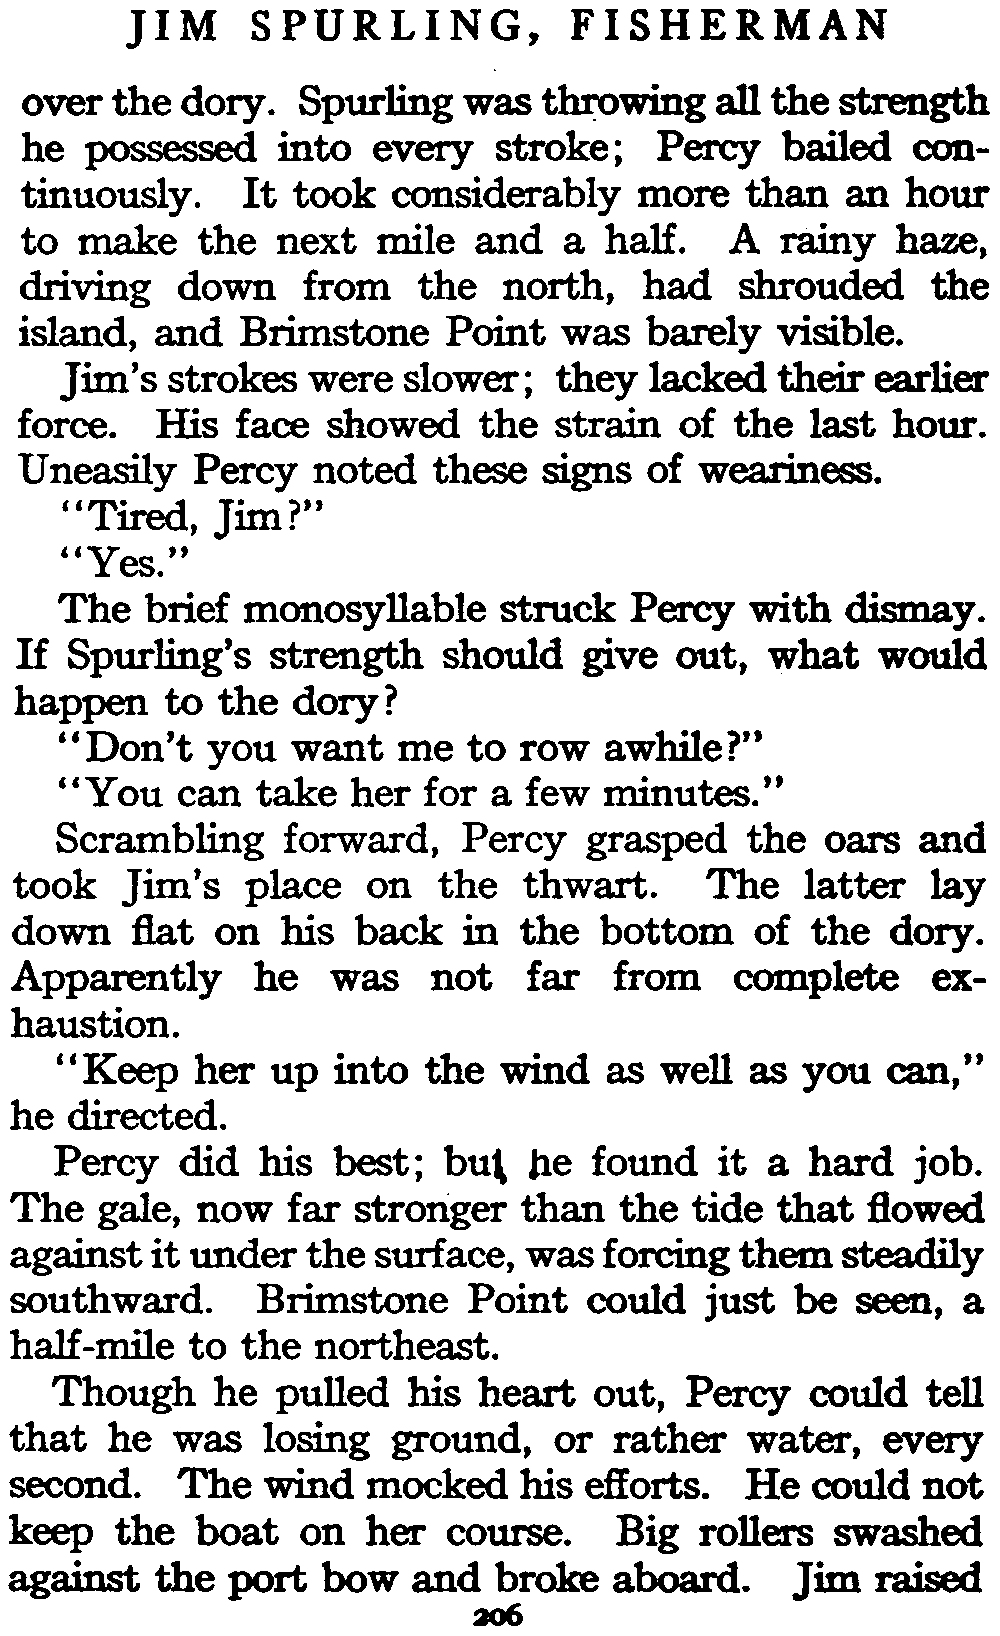 JIM SPURLING, FISHERMAN
over the dory. Spurling was throwing all the strength
he possessed into every stroke; Percy bailed con-
tinuously. It took considerably more than an hour
to make the next mile and a half. A rainy haze,
driving down from the north, had shrouded the
island, and Brimstone Point was barely visible.
Jim's strokes were slower; they lacked their earlier
force. His face showed the strain of the last hour.
Uneasily Percy noted these signs of weariness.
"Tired, Jim?"
"Yes."
The brief monosyllable struck Percy with dismay.
If Spurling's strength should give out, what would
happen to the dory?
"Don't you want me to row awhile?"
"You can take her for a few minutes."
Scrambling forward, Percy grasped the oars and
took Jim's place on the thwart. The latter lay
down flat on his back in the bottom of the dory.
Apparently he was not far from complete ex-
haustion.
"Keep her up into the wind as well as you can,"
he directed.
Percy did his best; but he found it a hard job.
The gale, now far stronger than the tide that flowed
against it under the surface, was forcing them steadily
southward. Brimstone Point could just be seen, a
half-mile to the northeast.
Though he pulled his heart out, Percy could tell
that he was losing ground, or rather water, every
second. The wind mocked his efforts. He could not
keep the boat on her course. Big rollers swashed
against the port bow and broke aboard. Jim raised
206